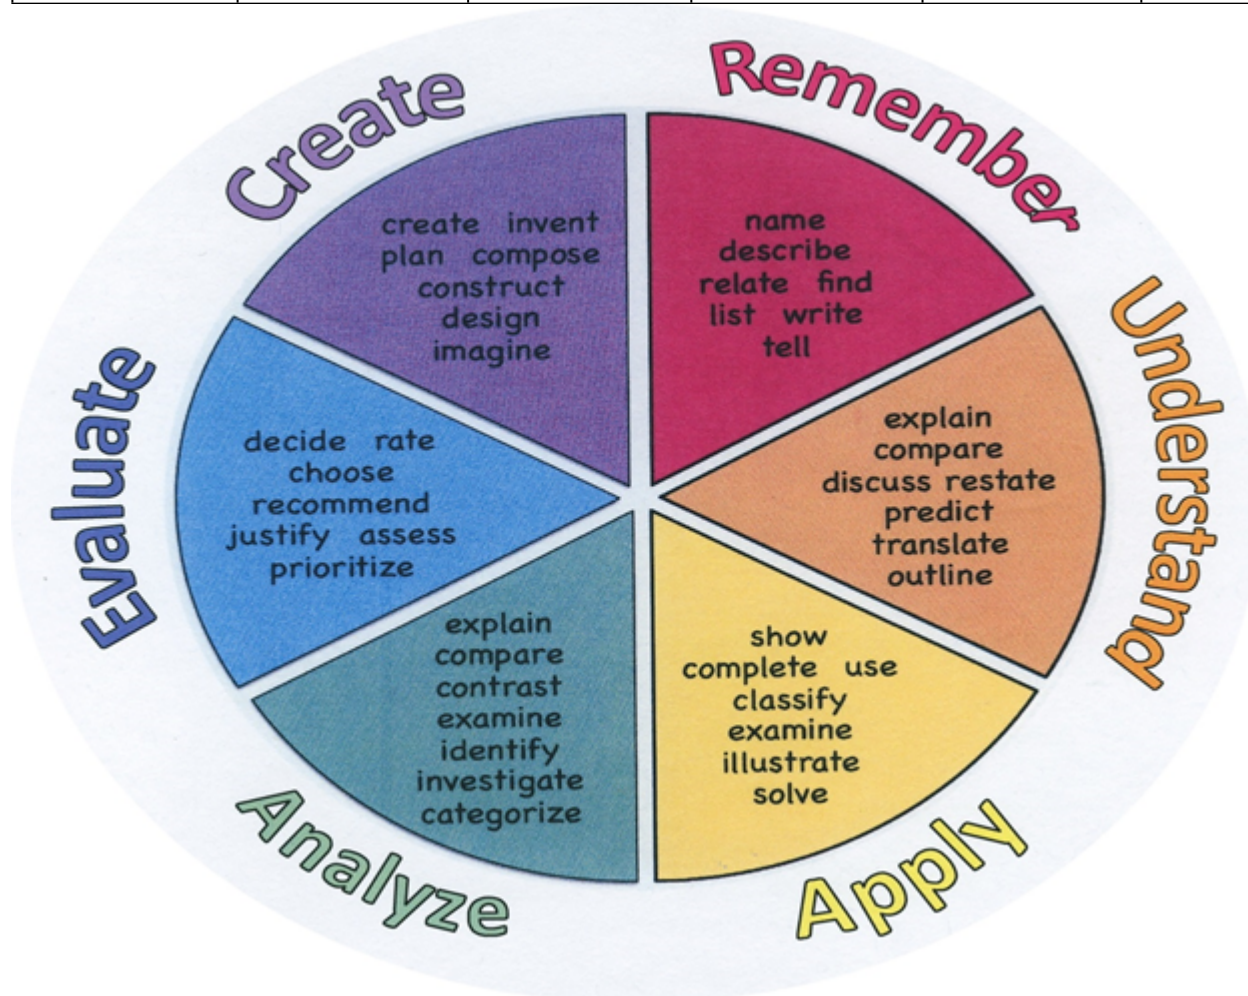 Remember
name
describe
relate find
list write
tell
Understand
explain
compare
discuss restate
predict
translate
outline
Apply
show
complete use
classify
examine
illustrate
solve
Analyze
explain
compare
contrast
examine
identify
investigate
categorize
Evaluate
decide rate
choose
recommend
justify assess
prioritize
Create
create invent
plan compose
construct
design
imagine